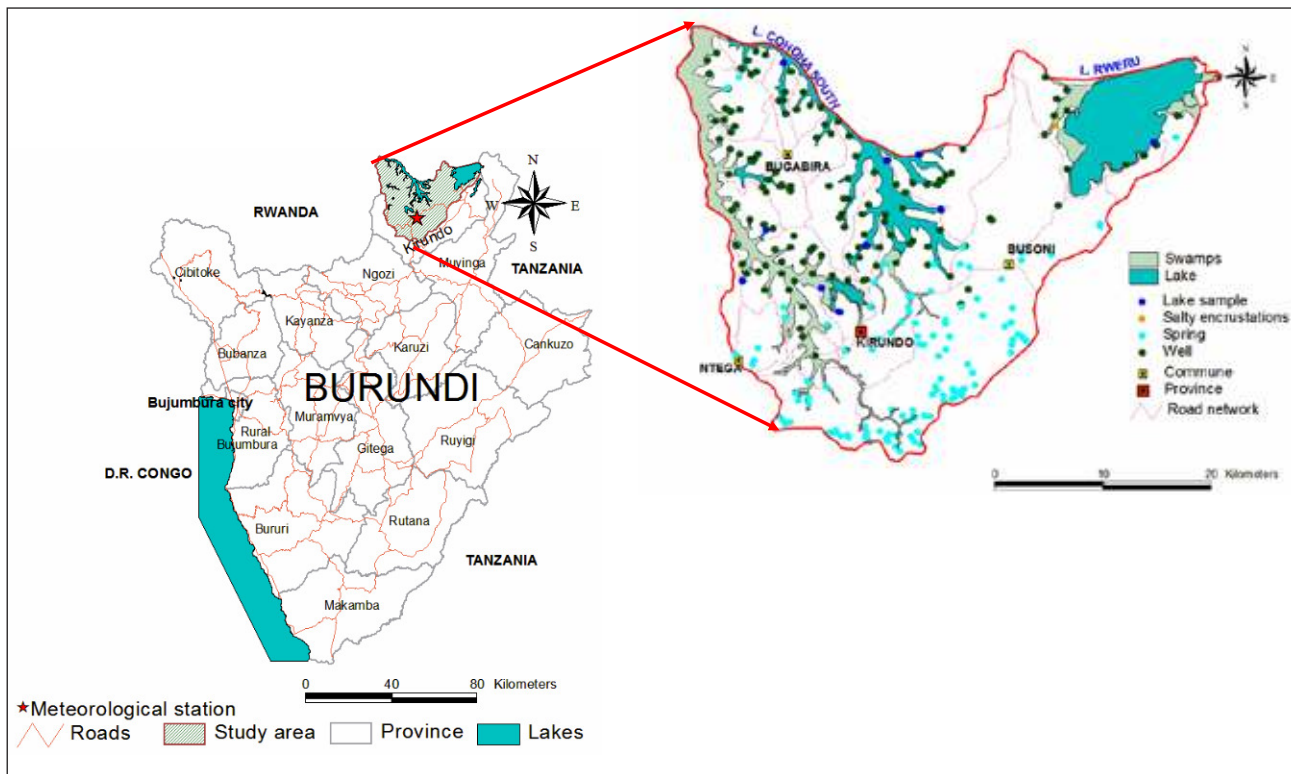 RWANDA
Cibitoke
Bubanza
Kayanza
Ngozi
Kirundo
Muyinga
TANZANIA
Karuzi
Cankuzo
BURUNDI
Bujumbura city
Muramvya
Rural
Bujumbura
Gitega
Ruyigi
D.R. CONGO
Bururi
Rutana
TANZANIA
Makamba
N
W
E
S
0 40 80 Kilometers
Meteorological station
Roads
Study area
Province
Lakes
L. COHOHA SOUTH
L. RWERU
N
E
S
BUGABIRA
BUSONI
KIRUNDO
NTEGA
Swamps
Lake
Lake sample
Salty encrustations
Spring
Well
Commune
Province
Road network
0 10 20 Kilometers